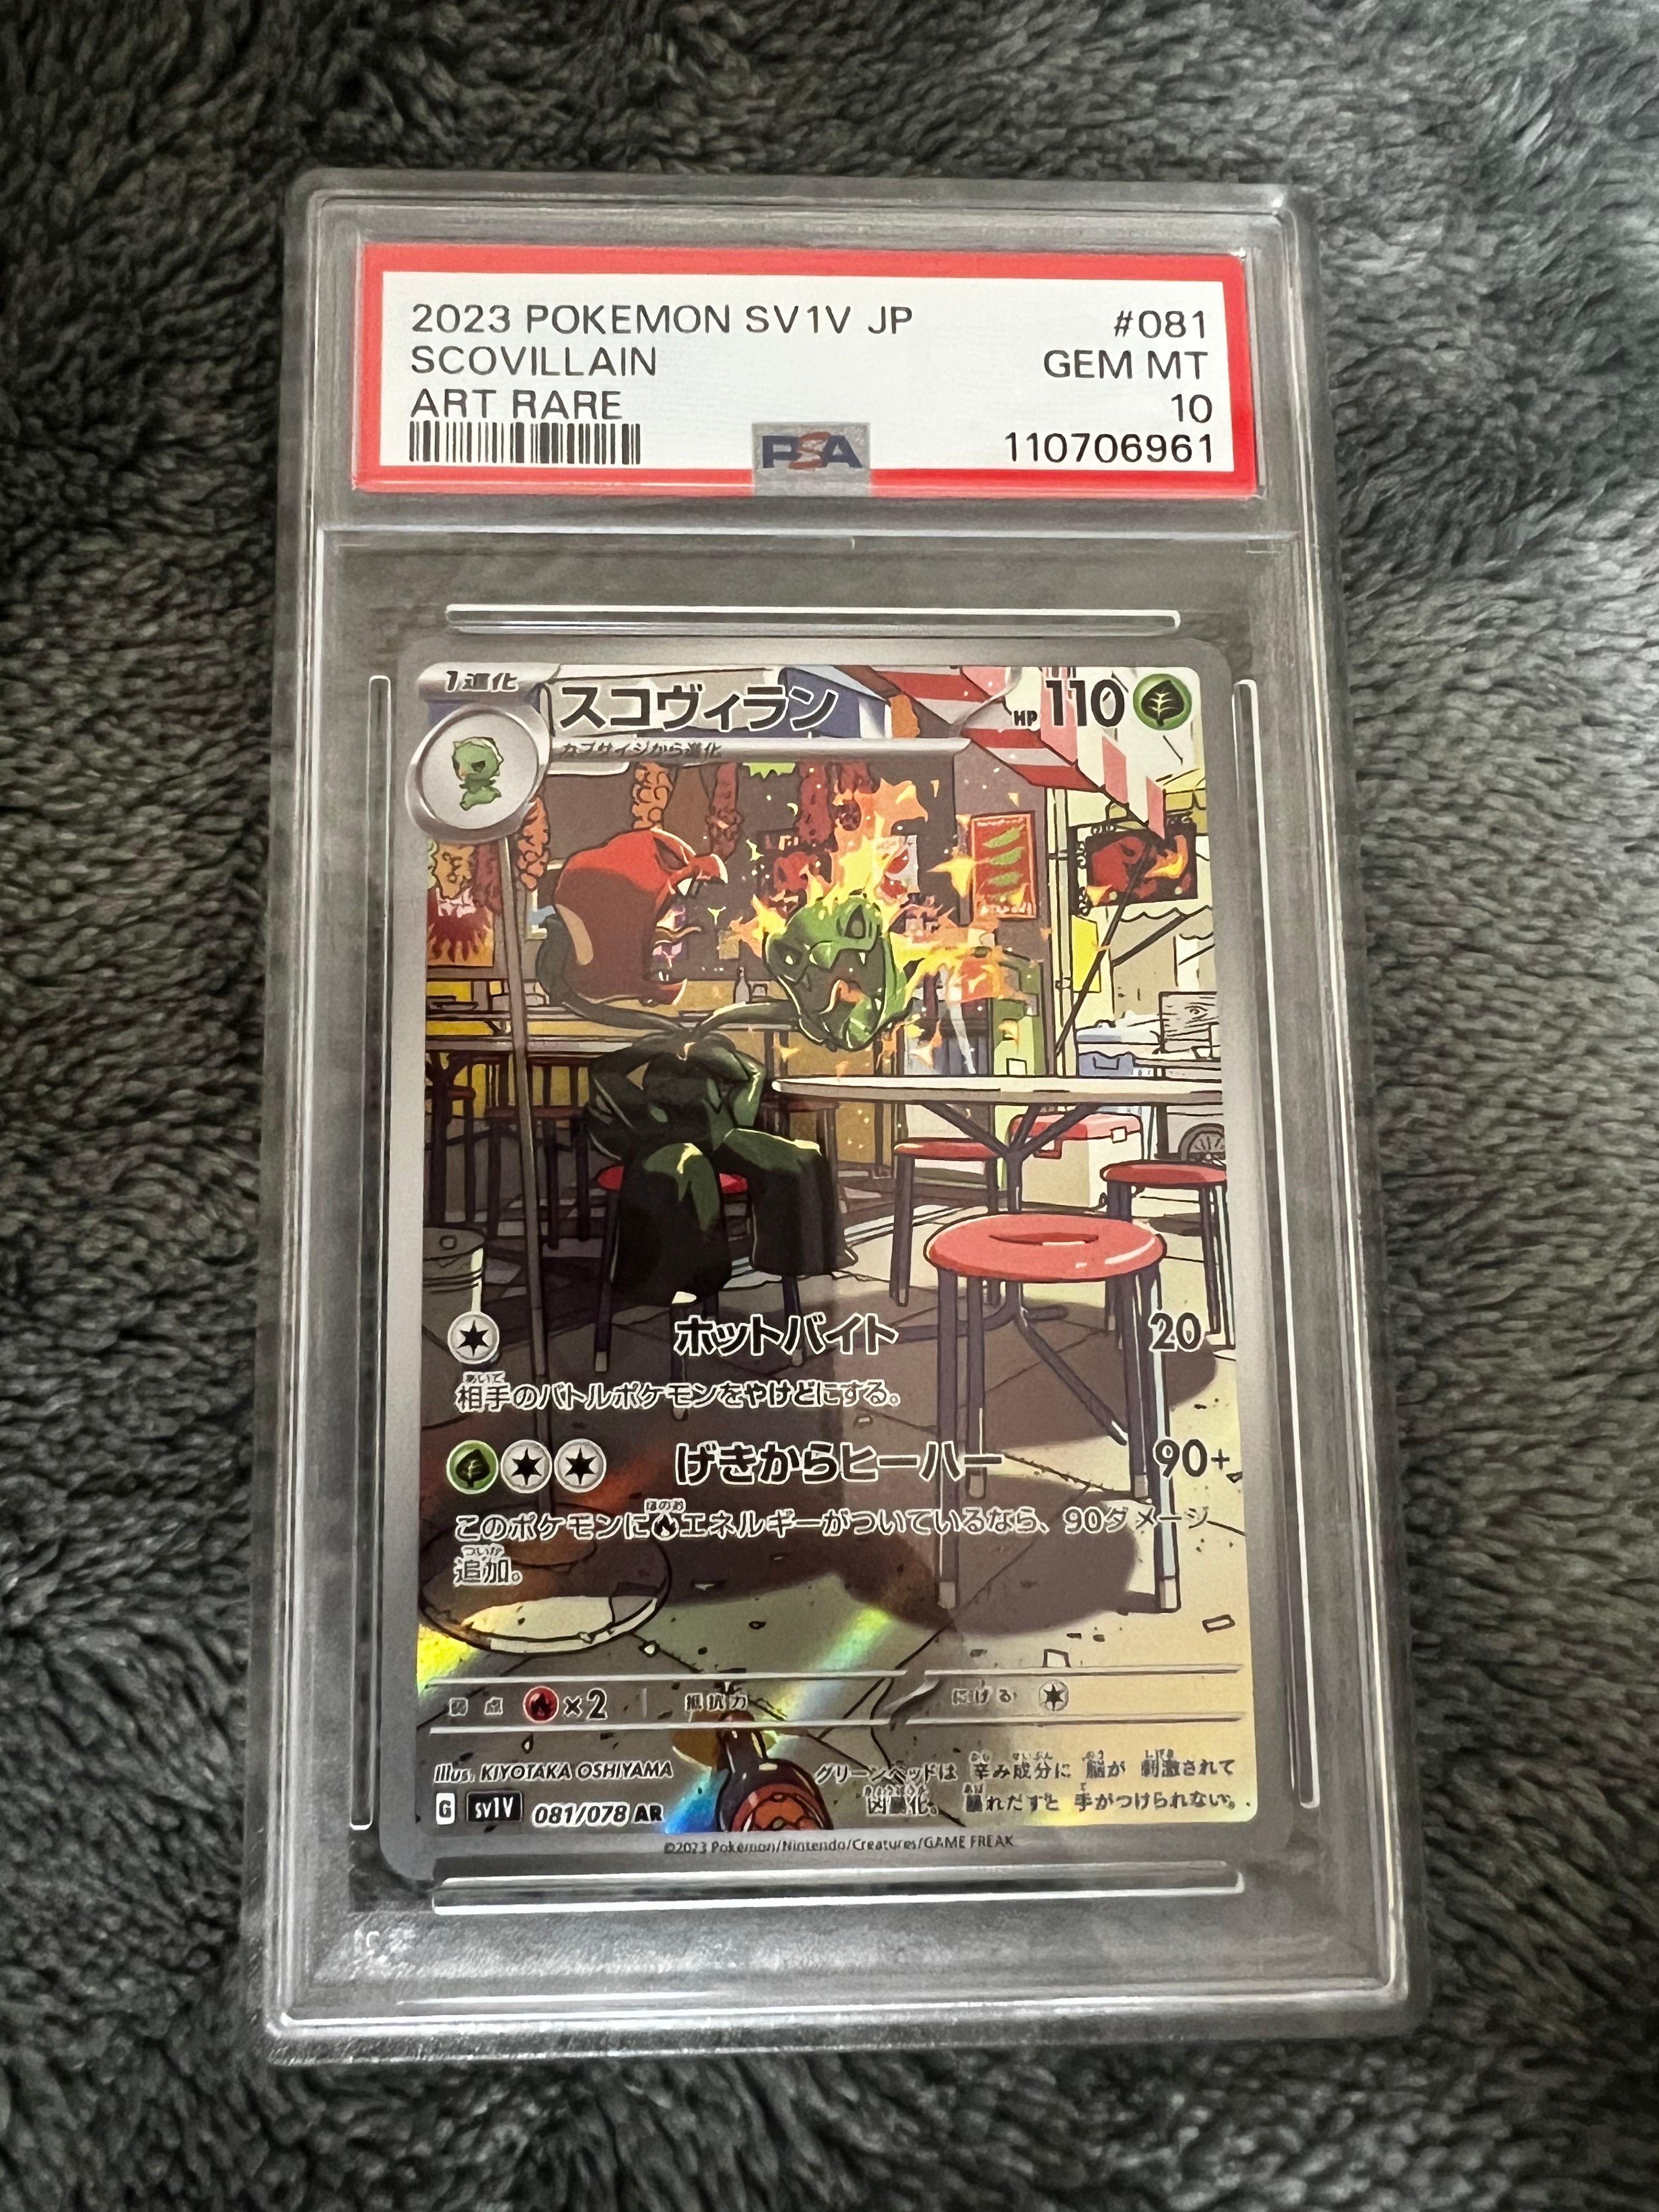 2023 POKEMON SV1V JP #081
SCOVILLAIN GEM MT
ART RARE 10
PSA 110706961
1進化 スコヴィラン HP 110
カプサイジから進化
ホットバイト 20
相手のバトルポケモンをやけどにする。
げきからヒーハー 90+
このポケモンにエネルギーがついているなら、90ダメージ
追加。
弱点 ×2 抵抗力 にげる
Illus. KIYOTAKA OSHIYAMA
グリーンヘッドは 辛み成分に 脳が 刺激されて
凶暴化。 暴れだすと 手がつけられない。
G sv1V 081/078 AR
©2023 Pokémon/Nintendo/Creatures/GAME FREAK